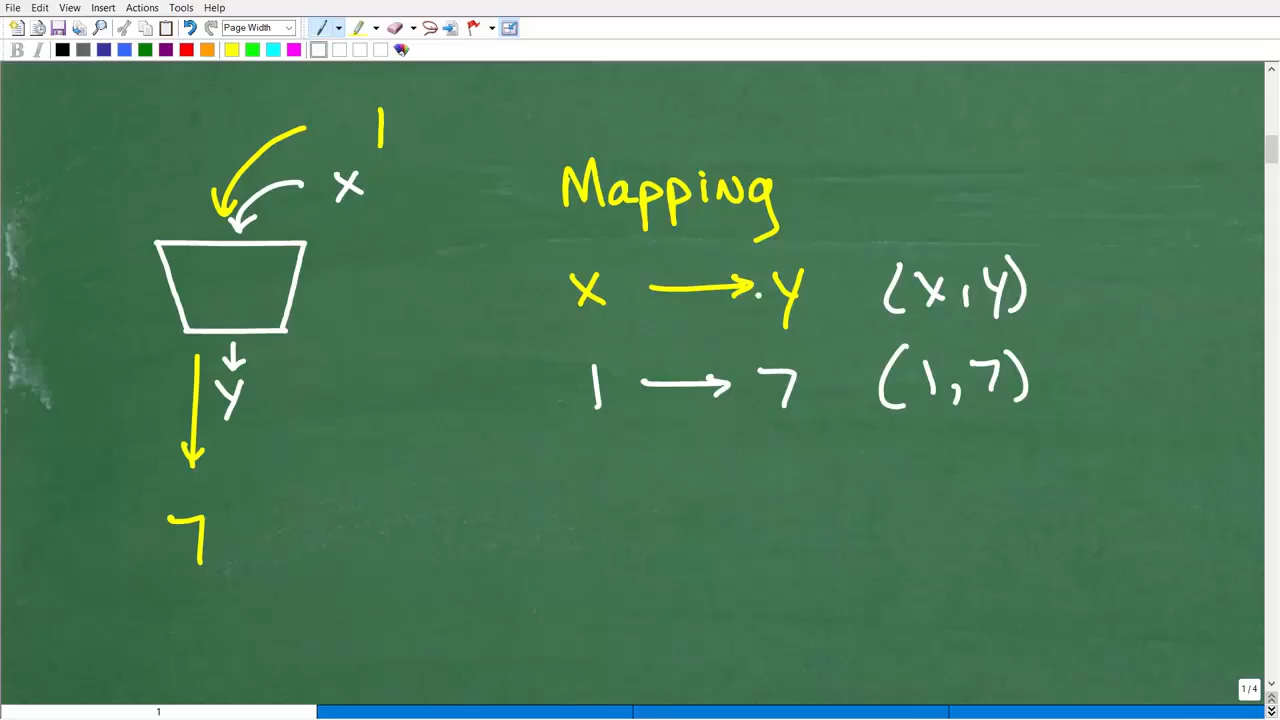 File Edit View Insert Actions Tools Help
Page Width
B I
1
x
Mapping
x → y (x,y)
y
1 → 7 (1,7)
7
1/4
1